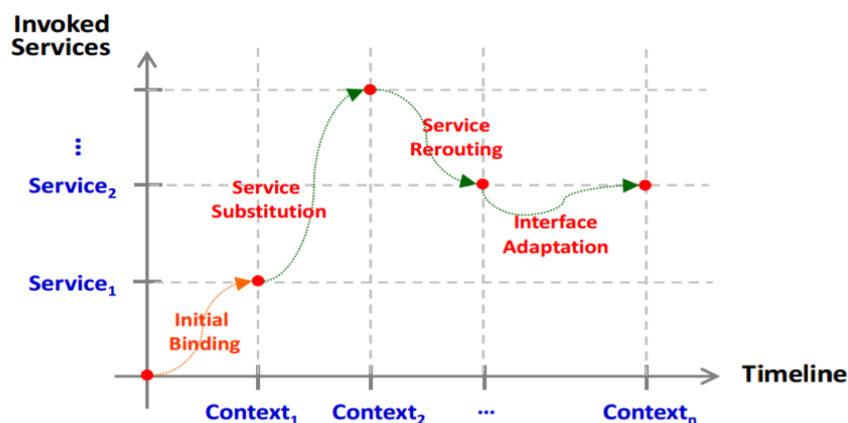 Invoked
Services
⋮
Service₂
Service₁
Service
Rerouting
Service
Substitution
Interface
Adaptation
Initial
Binding
Timeline
Context₁
Context₂
...
Contextₙ